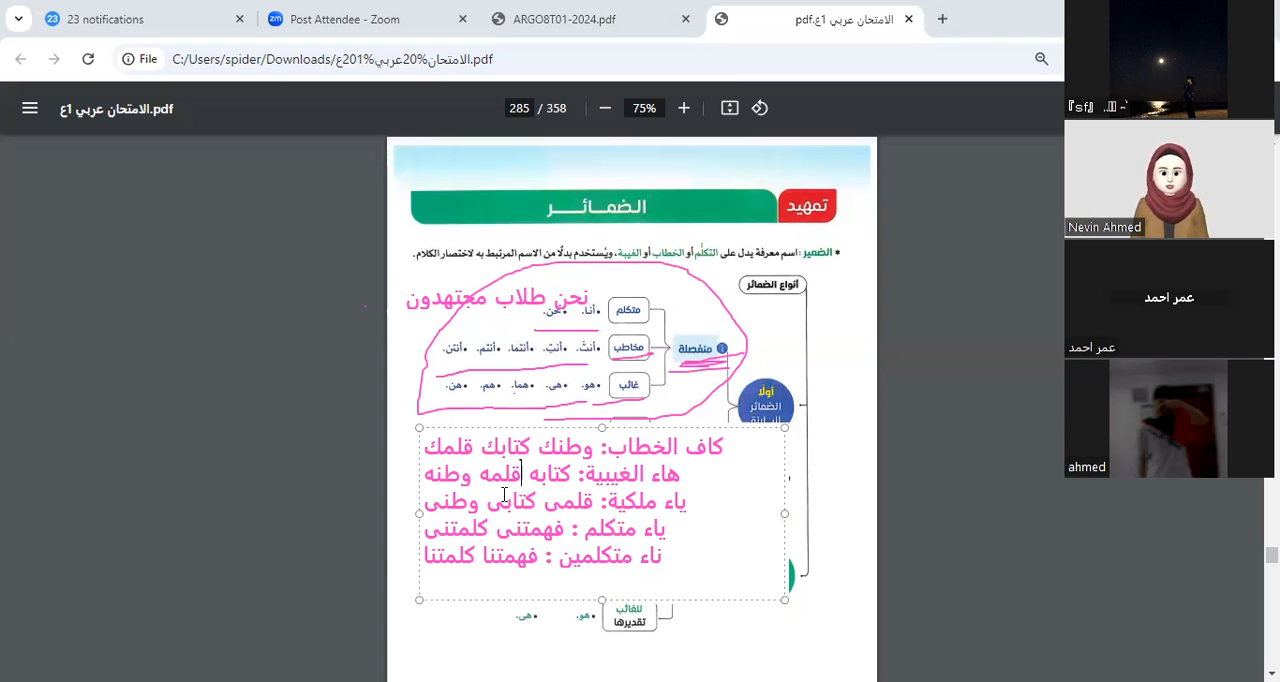 23 notifications
Post Attendee - Zoom
ARGO8T01-2024.pdf
الامتحان عربي 1ع.pdf
File
C:/Users/spider/Downloads/الامتحان%20عربي%201ع.pdf
الامتحان عربي 1ع.pdf
285 / 358
75%
تمهيد
الضمـائـــر
* الضمير : اسم معرفة يدل على التكلُّم أو الخطاب أو الغيبة، ويُستخدم بدلًا من الاسم المرتبط به لاختصار الكلام.
أنواع الضمائر
نحن طلاب مجتهدون
متكلم
• أنا. • نحن.
1 منفصلة
مخاطب
• أنتَ. • أنتِ. • أنتما. • أنتم. • أنتن.
غائب
• هو. • هى. • هما. • هم. • هن.
أولًا
الضمائر
كاف الخطاب: وطنك كتابك قلمك
هاء الغيبية: كتابه قلمه وطنه
ياء ملكية: قلمى كتابى وطنى
ياء متكلم : فهمتنى كلمتنى
ناء متكلمين : فهمتنا كلمتنا
للغائب
تقديرها
• هو. • هى.
Nevin Ahmed
عمر احمد
عمر احمد
ahmed